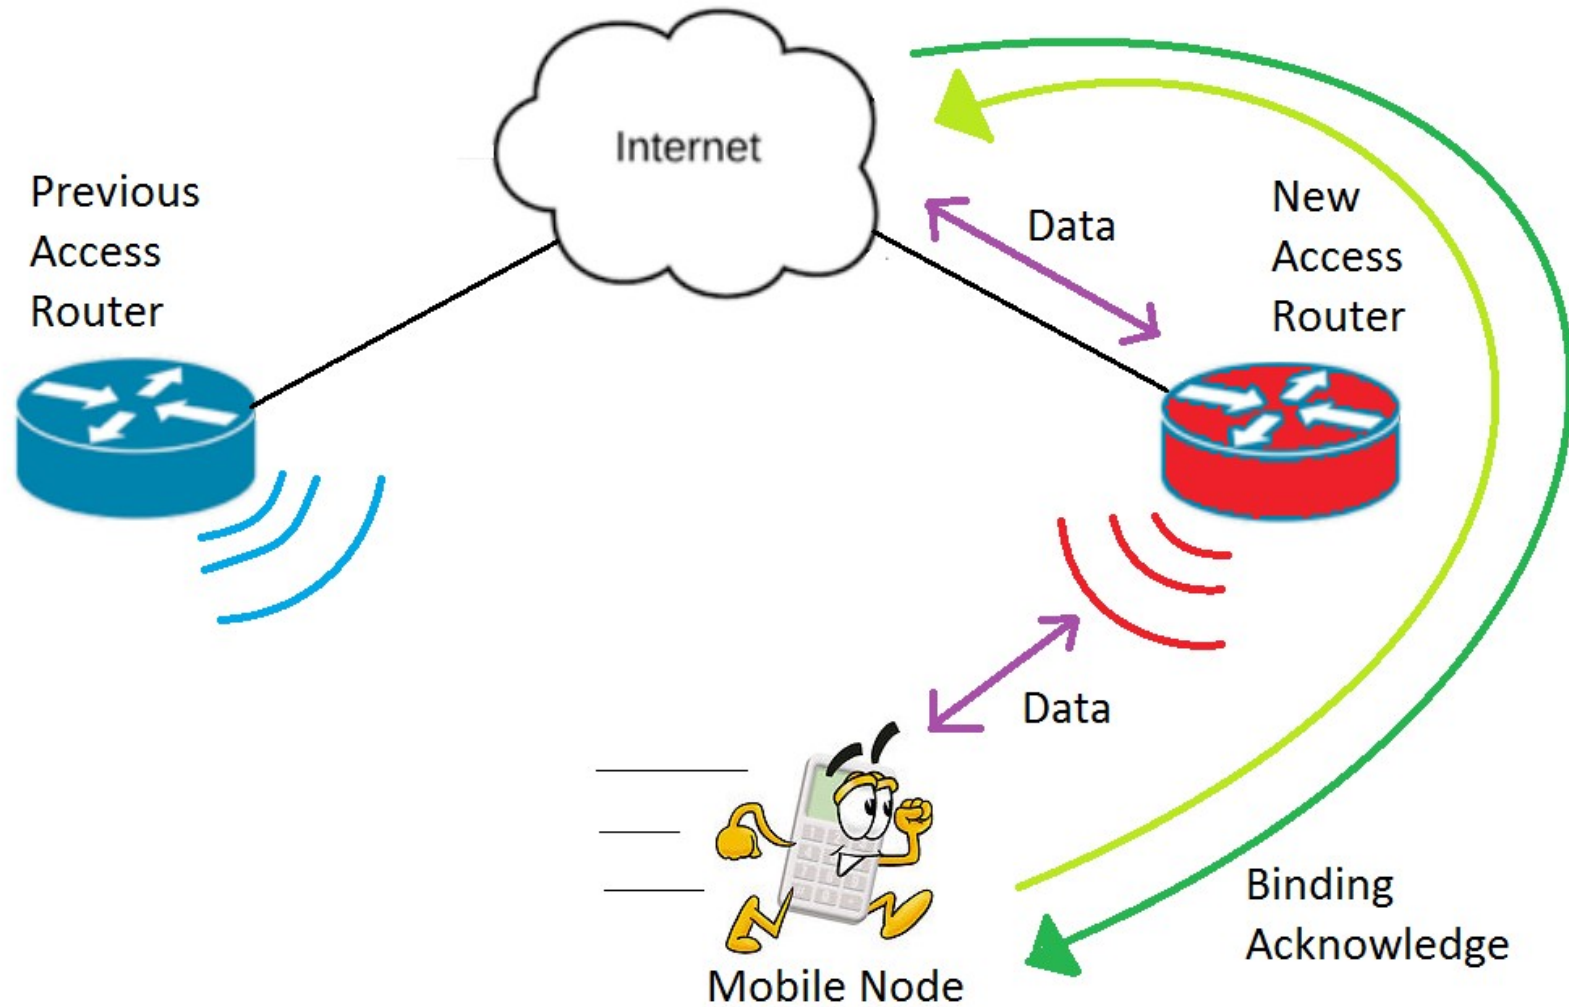 Internet
Previous
Access
Router
Data
New
Access
Router
Data
Binding
Acknowledge
Mobile Node